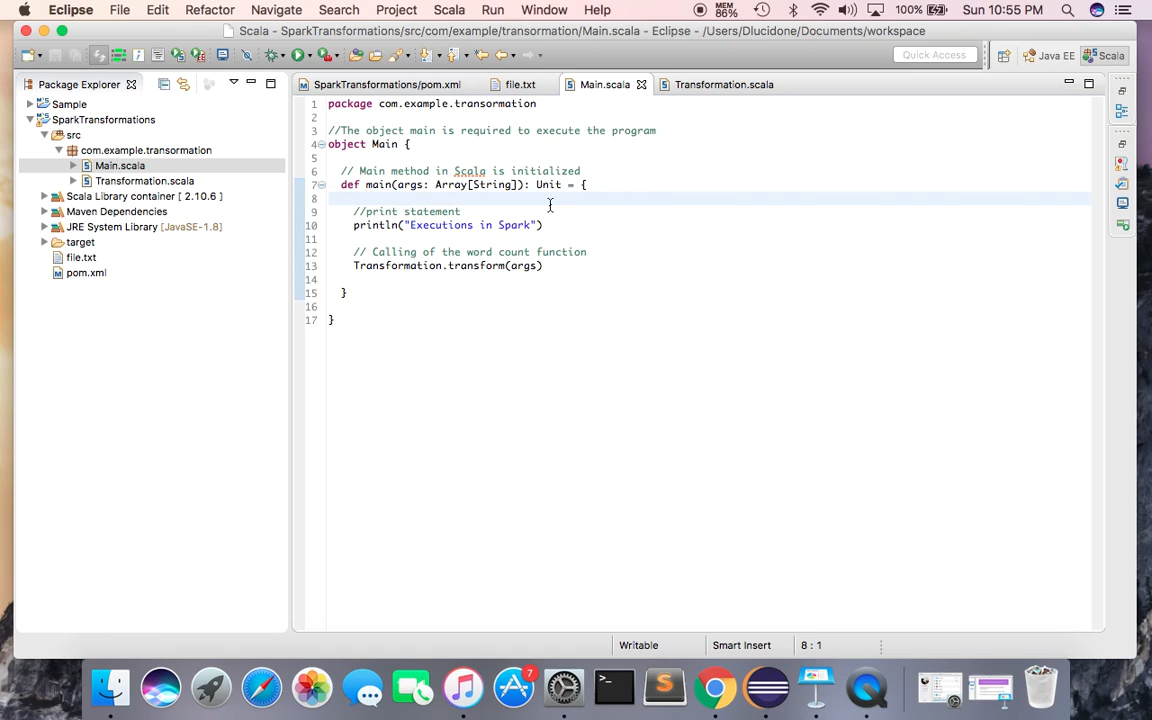 Eclipse File Edit Refactor Navigate Search Project Scala Run Window Help MEM 86% 100% Sun 10:55 PM
Scala - SparkTransformations/src/com/example/transormation/Main.scala - Eclipse - /Users/Dlucidone/Documents/workspace
Quick Access Java EE Scala
Package Explorer SparkTransformations/pom.xml file.txt Main.scala Transformation.scala
Sample
SparkTransformations
src
com.example.transormation
Main.scala
Transformation.scala
Scala Library container [ 2.10.6 ]
Maven Dependencies
JRE System Library [JavaSE-1.8]
target
file.txt
pom.xml
1 package com.example.transormation
2
3 //The object main is required to execute the program
4 object Main {
5
6 // Main method in Scala is initialized
7 def main(args: Array[String]): Unit = {
8
9 //print statement
10 println("Executions in Spark")
11
12 // Calling of the word count function
13 Transformation.transform(args)
14
15 }
16
17 }
Writable Smart Insert 8 : 1
7